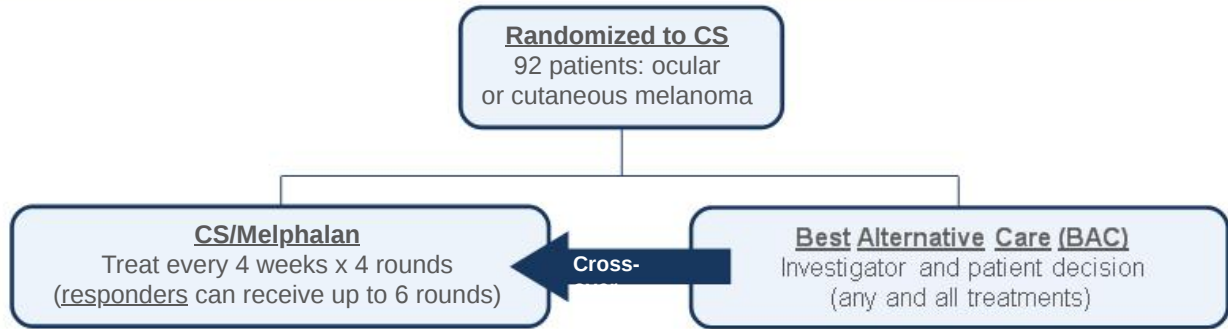 Randomized to CS
92 patients: ocular
or cutaneous melanoma
CS/Melphalan
Treat every 4 weeks x 4 rounds
(responders can receive up to 6 rounds)
Cross-
Best Alternative Care (BAC)
Investigator and patient decision
(any and all treatments)